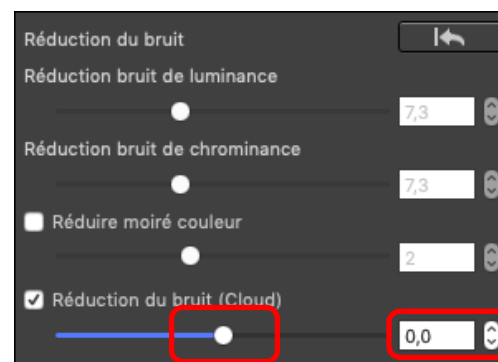 Réduction du bruit
Réduction bruit de luminance
7,3
Réduction bruit de chrominance
7,3
Réduire moiré couleur
2
Réduction du bruit (Cloud)
0,0